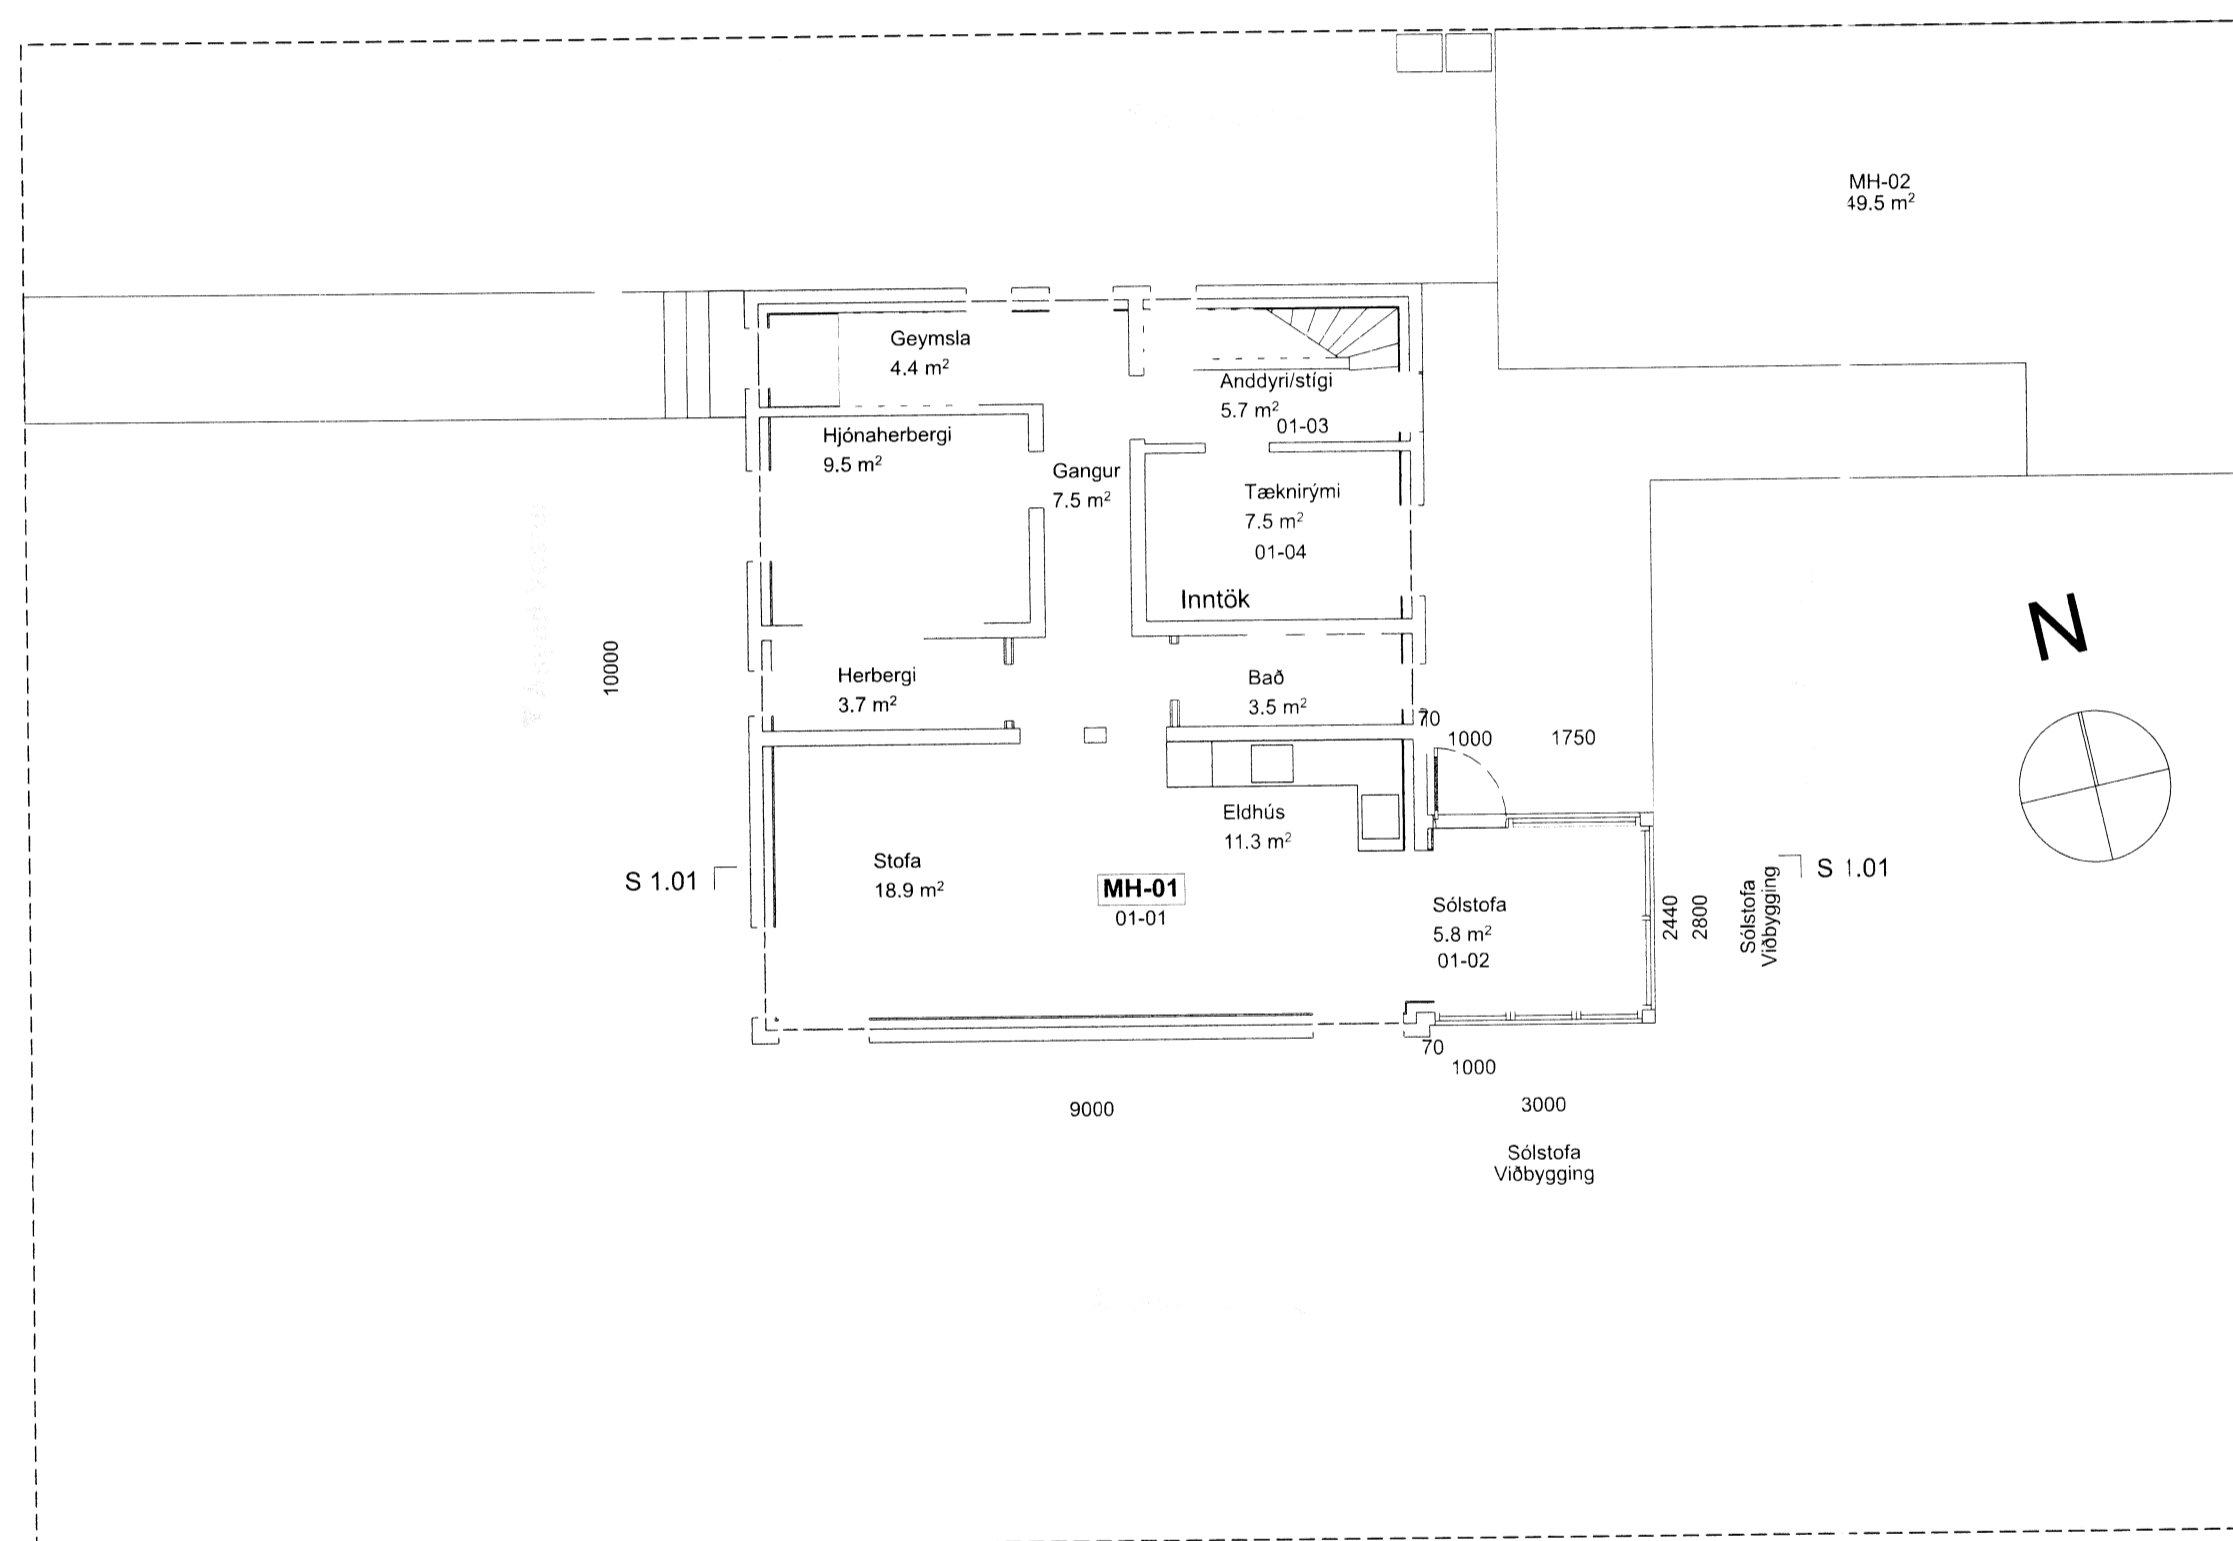 MH-02
49.5 m²
Geymsla
4.4 m²
Anddyri/stígi
5.7 m²
01-03
Hjónaherbergi
9.5 m²
Gangur
7.5 m²
Tæknirými
7.5 m²
01-04
Inntök
N
10000
Herbergi
3.7 m²
Bað
3.5 m²
70
1000
1750
Eldhús
11.3 m²
Stofa
18.9 m²
S 1.01
MH-01
01-01
Sólstofa
5.8 m²
01-02
2440
2800
Sólstofa
Viðbygging
S 1.01
70
1000
9000
3000
Sólstofa
Viðbygging